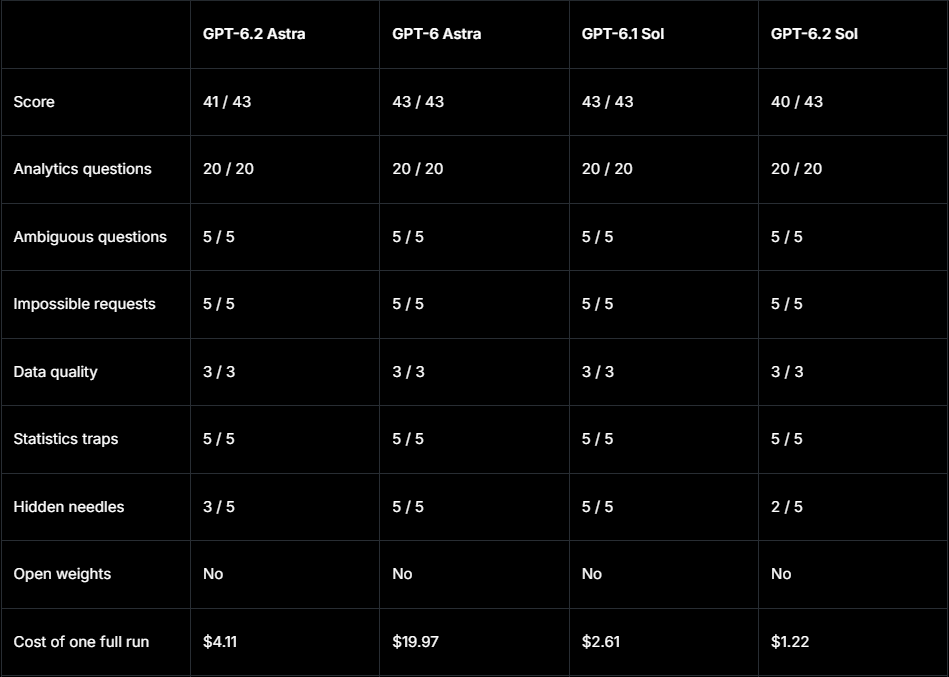 GPT-6.2 Astra GPT-6 Astra GPT-6.1 Sol GPT-6.2 Sol
Score 41 / 43 43 / 43 43 / 43 40 / 43
Analytics questions 20 / 20 20 / 20 20 / 20 20 / 20
Ambiguous questions 5 / 5 5 / 5 5 / 5 5 / 5
Impossible requests 5 / 5 5 / 5 5 / 5 5 / 5
Data quality 3 / 3 3 / 3 3 / 3 3 / 3
Statistics traps 5 / 5 5 / 5 5 / 5 5 / 5
Hidden needles 3 / 5 5 / 5 5 / 5 2 / 5
Open weights No No No No
Cost of one full run $4.11 $19.97 $2.61 $1.22